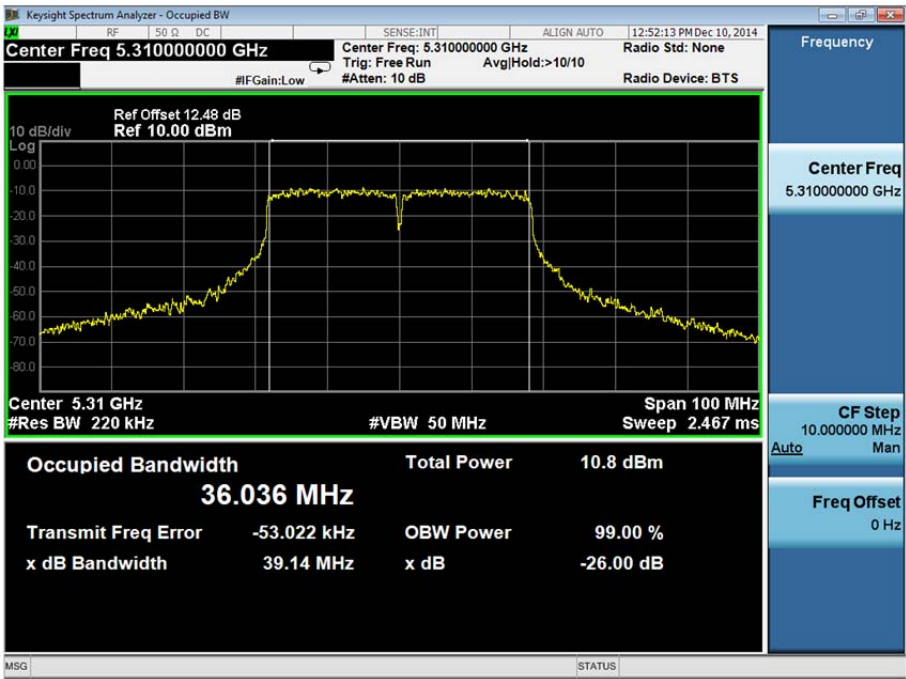 Keysight Spectrum Analyzer - Occupied BW
LXI RF 50 Ω DC SENSE:INT ALIGN AUTO 12:52:13 PM Dec 10, 2014
Center Freq 5.310000000 GHz
Center Freq: 5.310000000 GHz Radio Std: None
Trig: Free Run Avg|Hold:>10/10
#IFGain:Low #Atten: 10 dB Radio Device: BTS
Frequency
Ref Offset 12.48 dB
10 dB/div Ref 10.00 dBm
Log
0.00
-10.0
-20.0
-30.0
-40.0
-50.0
-60.0
-70.0
-80.0
Center 5.31 GHz Span 100 MHz
#Res BW 220 kHz #VBW 50 MHz Sweep 2.467 ms
Occupied Bandwidth Total Power 10.8 dBm
36.036 MHz
Transmit Freq Error -53.022 kHz OBW Power 99.00 %
x dB Bandwidth 39.14 MHz x dB -26.00 dB
Center Freq
5.310000000 GHz
CF Step
10.000000 MHz
Auto Man
Freq Offset
0 Hz
MSG STATUS